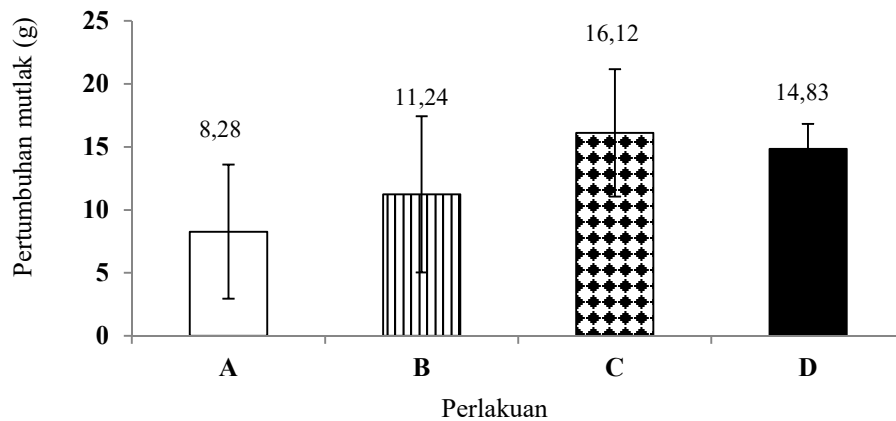 Pertumbuhan mutlak (g)
25
20
15
10
5
0
8,28
11,24
16,12
14,83
A
B
C
D
Perlakuan